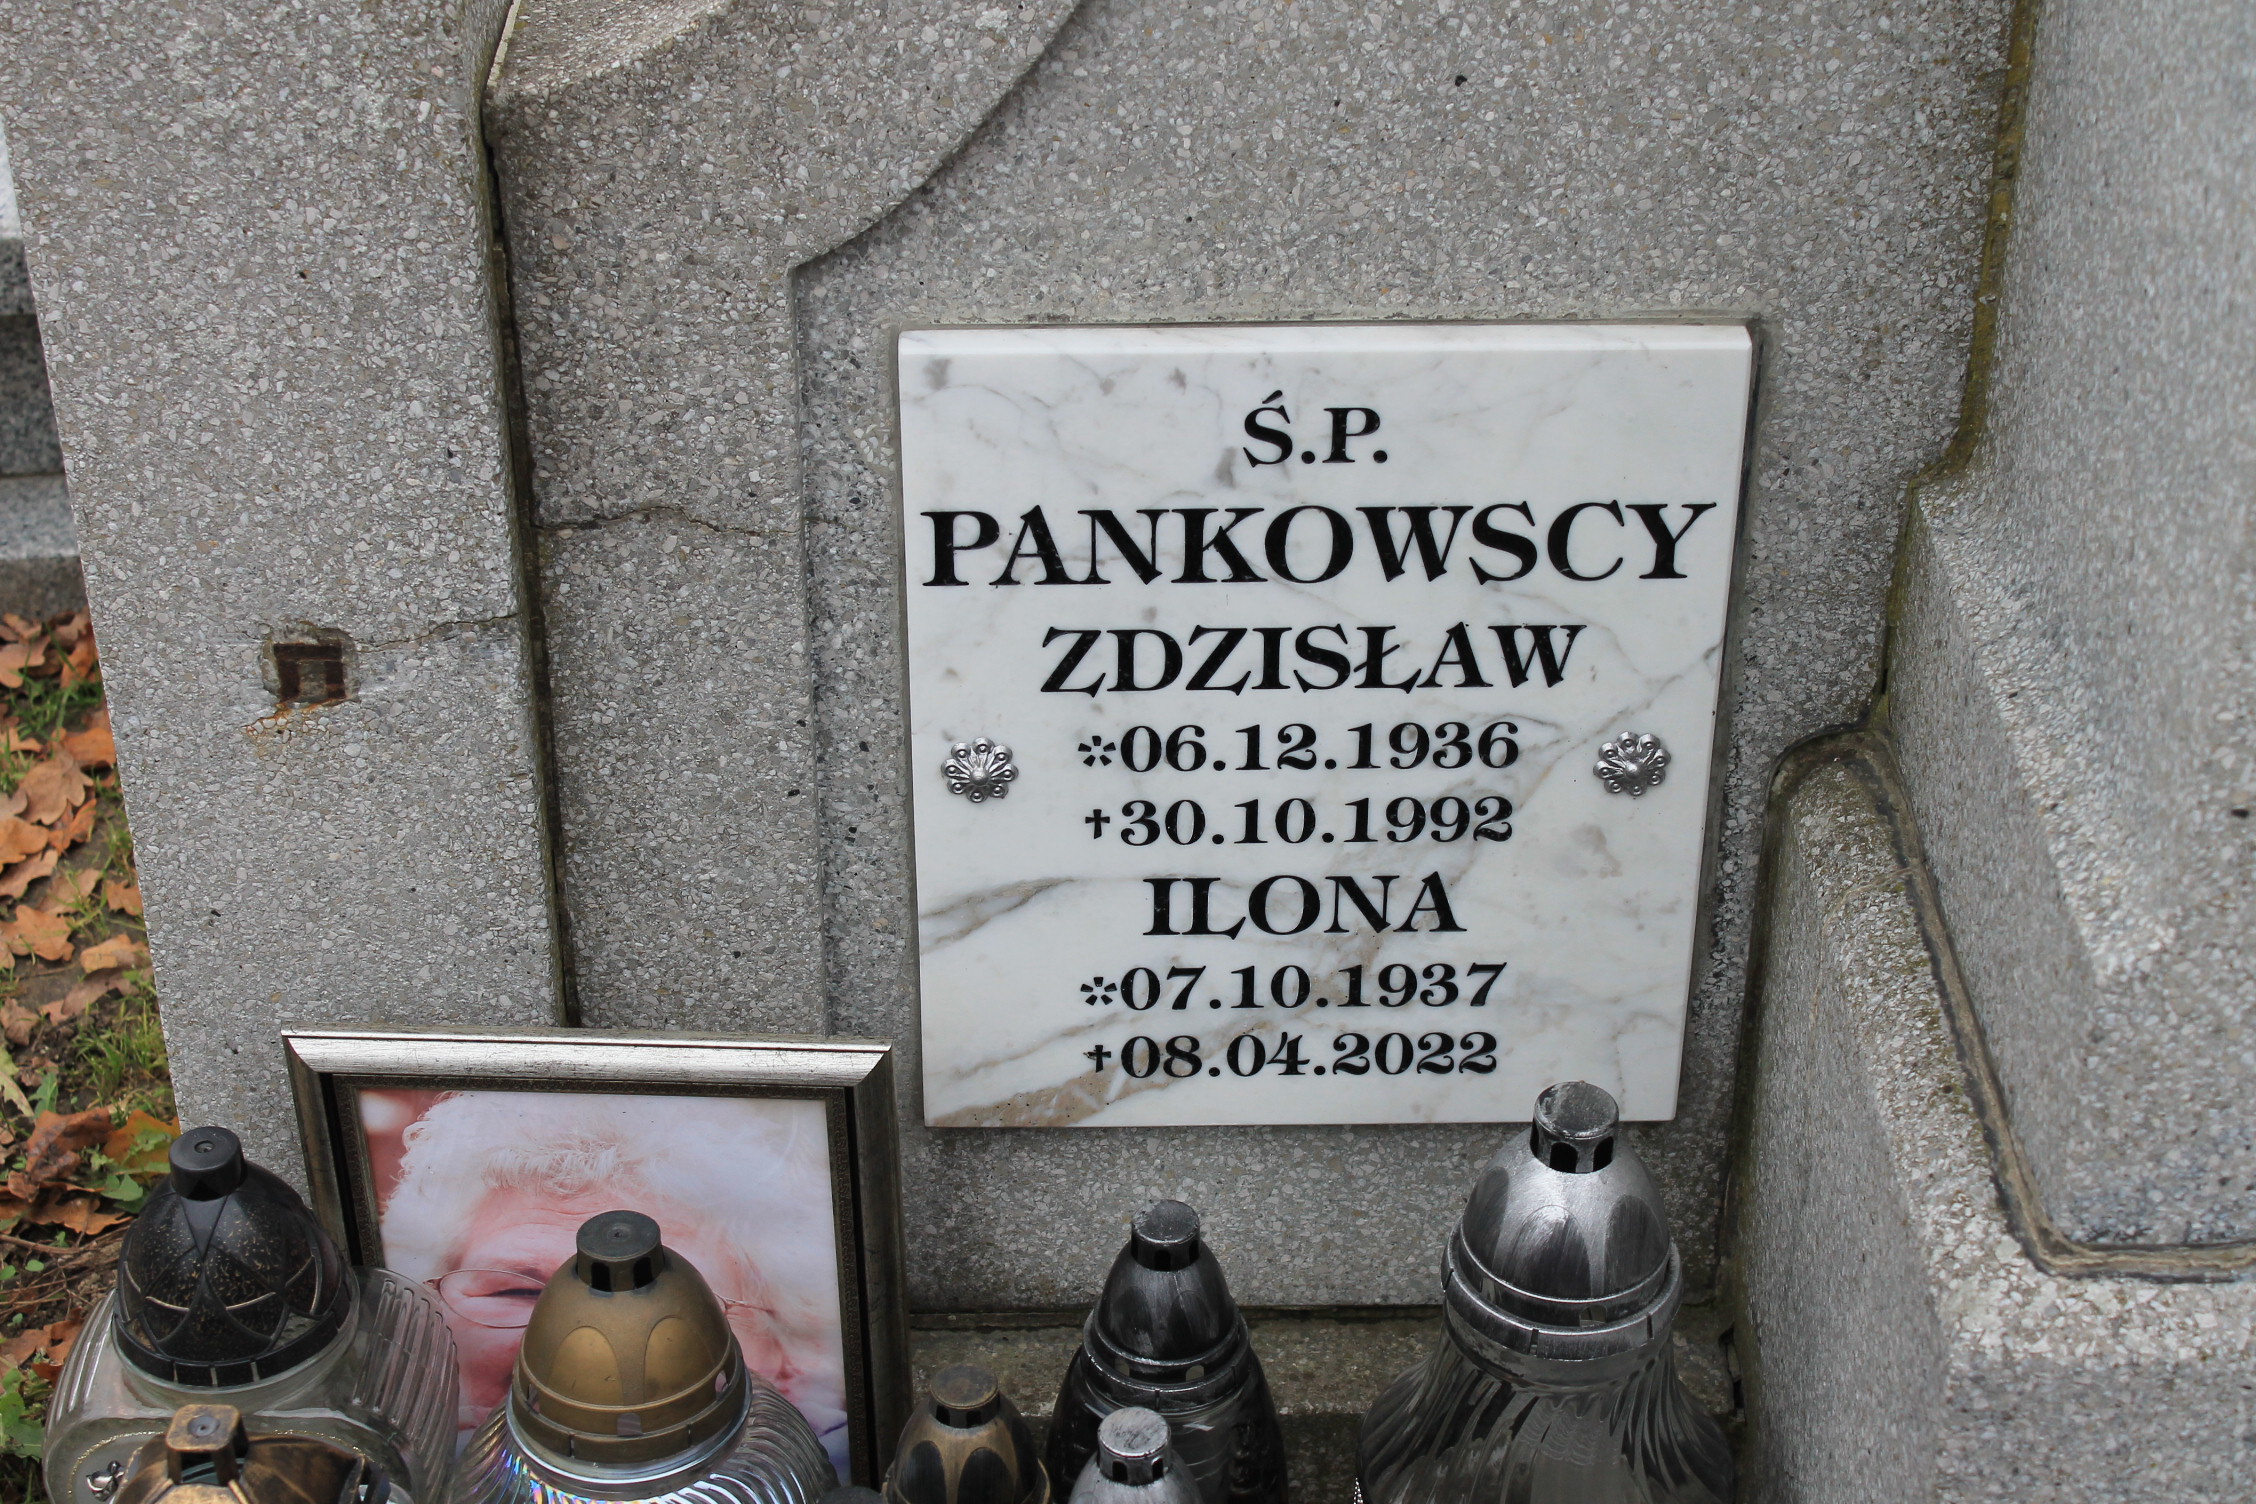 Ś.P.
PANKOWSCY
ZDZISŁAW
*06.12.1936
+30.10.1992
ILONA
*07.10.1937
+08.04.2022